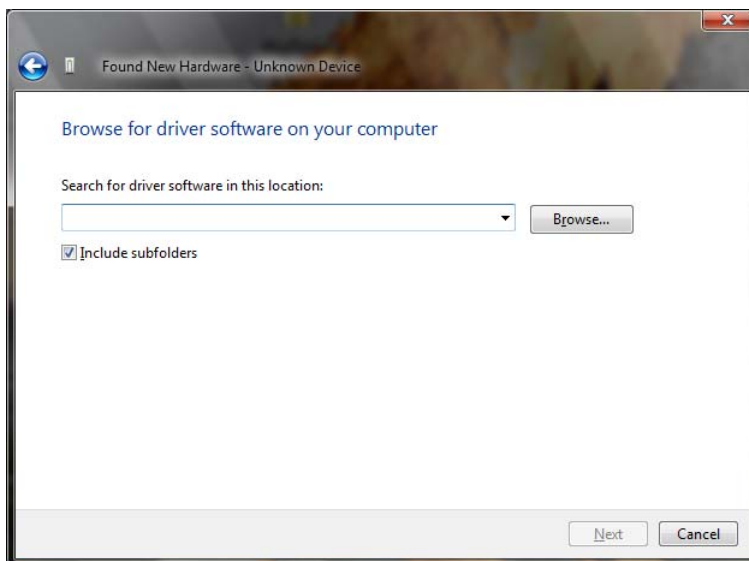 Found New Hardware - Unknown Device
Browse for driver software on your computer
Search for driver software in this location:
Browse...
Include subfolders
Next
Cancel